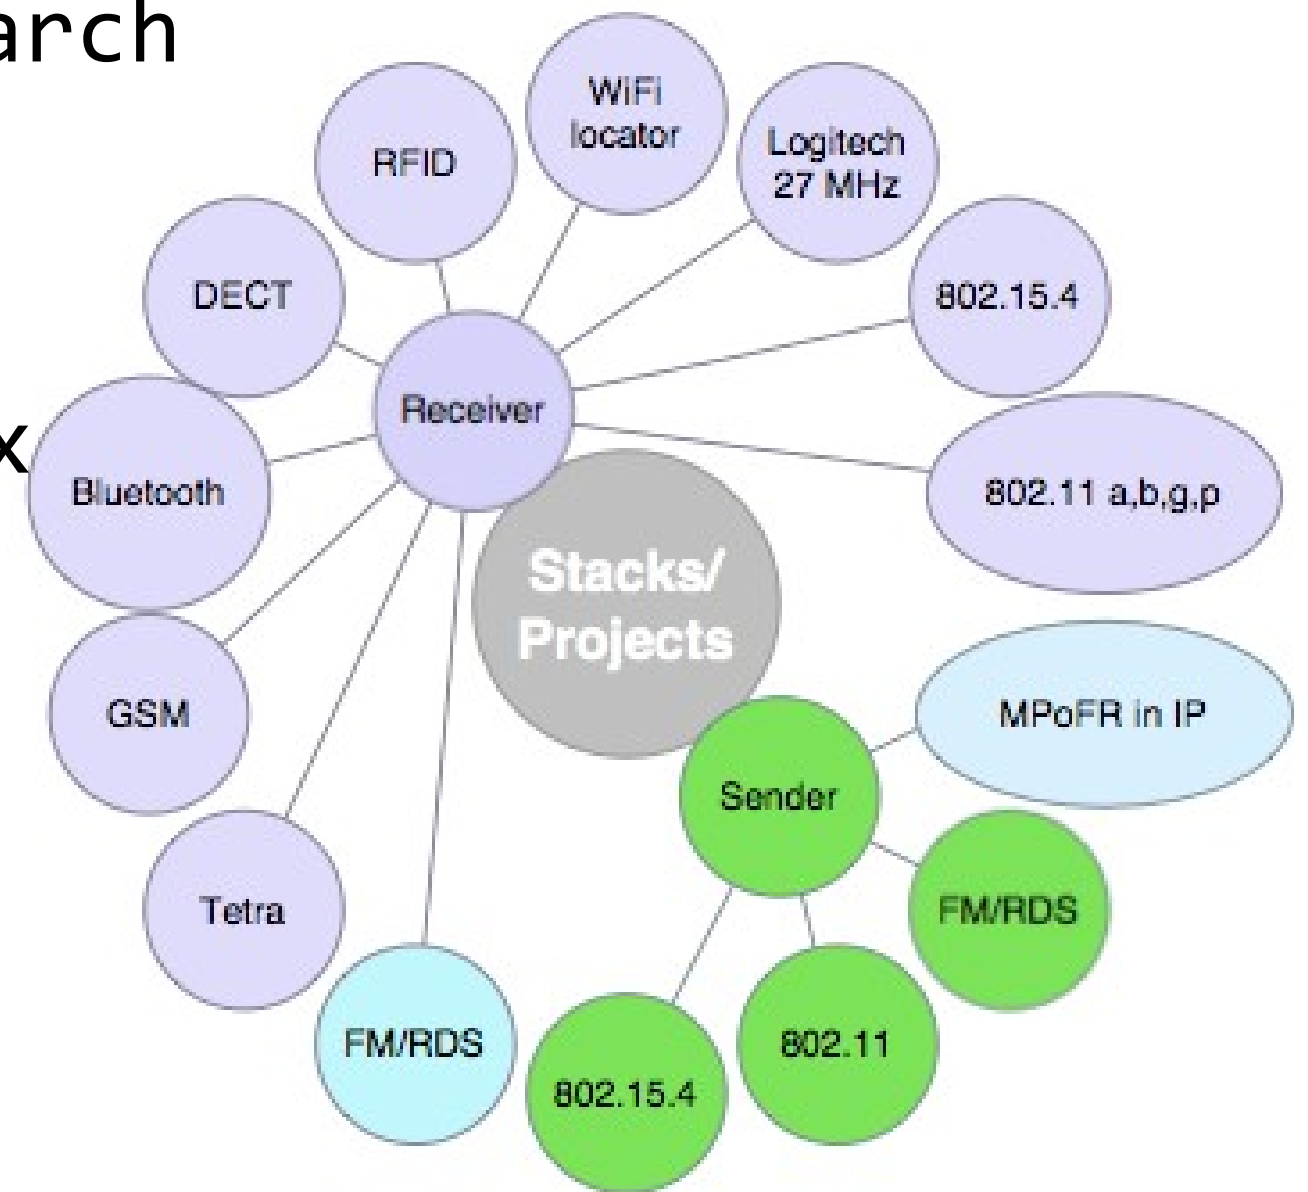 arch
WiFi
locator
RFID
Logitech
27 MHz
DECT
802.15.4
Receiver
x
Bluetooth
802.11 a,b,g,p
Stacks/
Projects
GSM
MPoFR in IP
Sender
Tetra
FM/RDS
FM/RDS
802.11
802.15.4